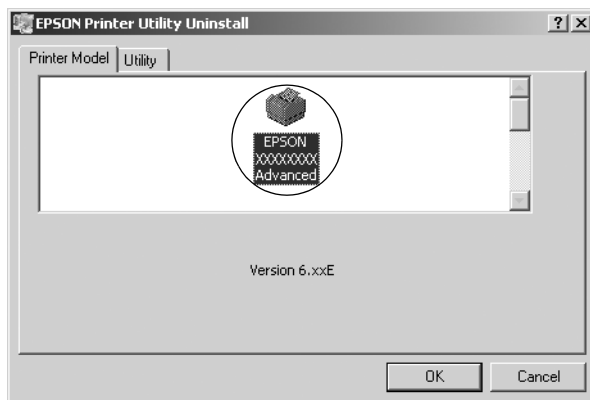 EPSON Printer Utility Uninstall
Printer Model
Utility
EPSON
XXXXXXXX
Advanced
Version 6.xxE
OK
Cancel